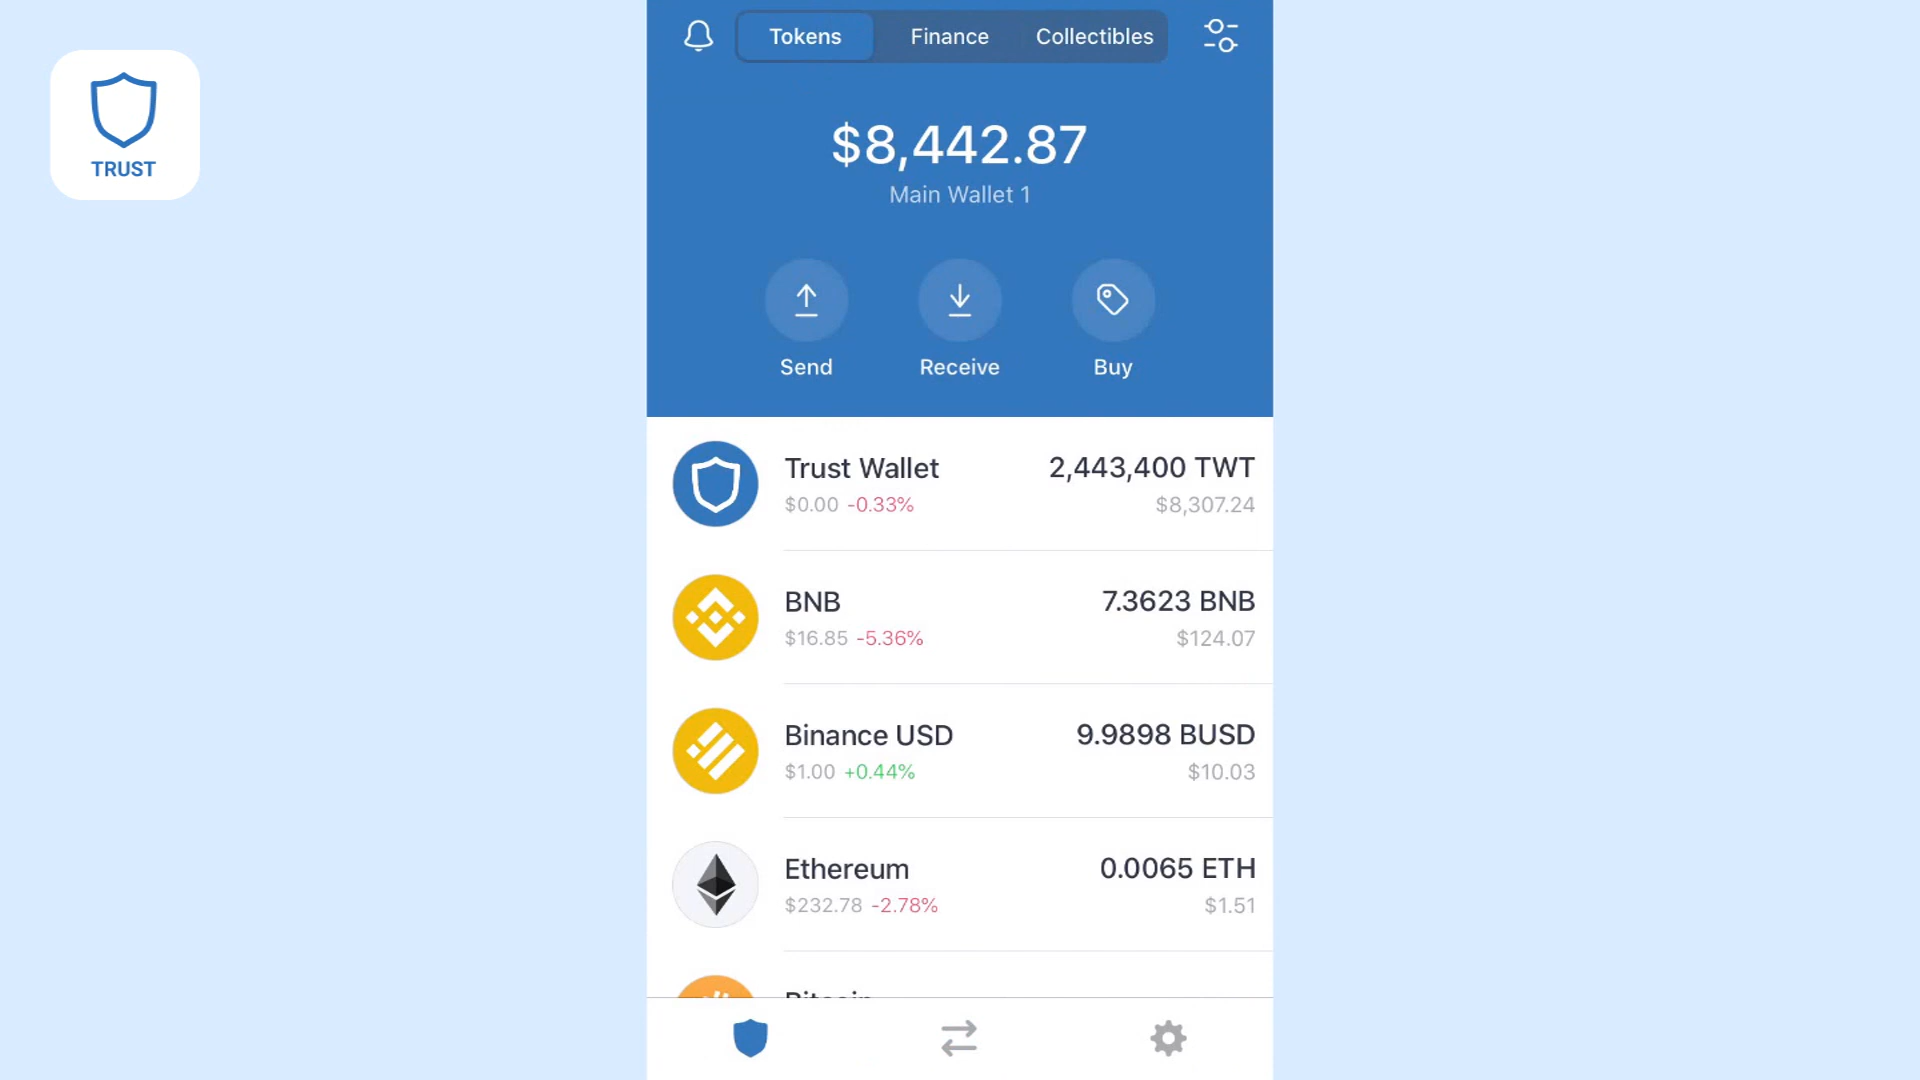 TRUST
Tokens Finance Collectibles
$8,442.87
Main Wallet 1
Send Receive Buy
Trust Wallet 2,443,400 TWT
$0.00 -0.33% $8,307.24
BNB 7.3623 BNB
$16.85 -5.36% $124.07
Binance USD 9.9898 BUSD
$1.00 +0.44% $10.03
Ethereum 0.0065 ETH
$232.78 -2.78% $1.51
Bitcoin